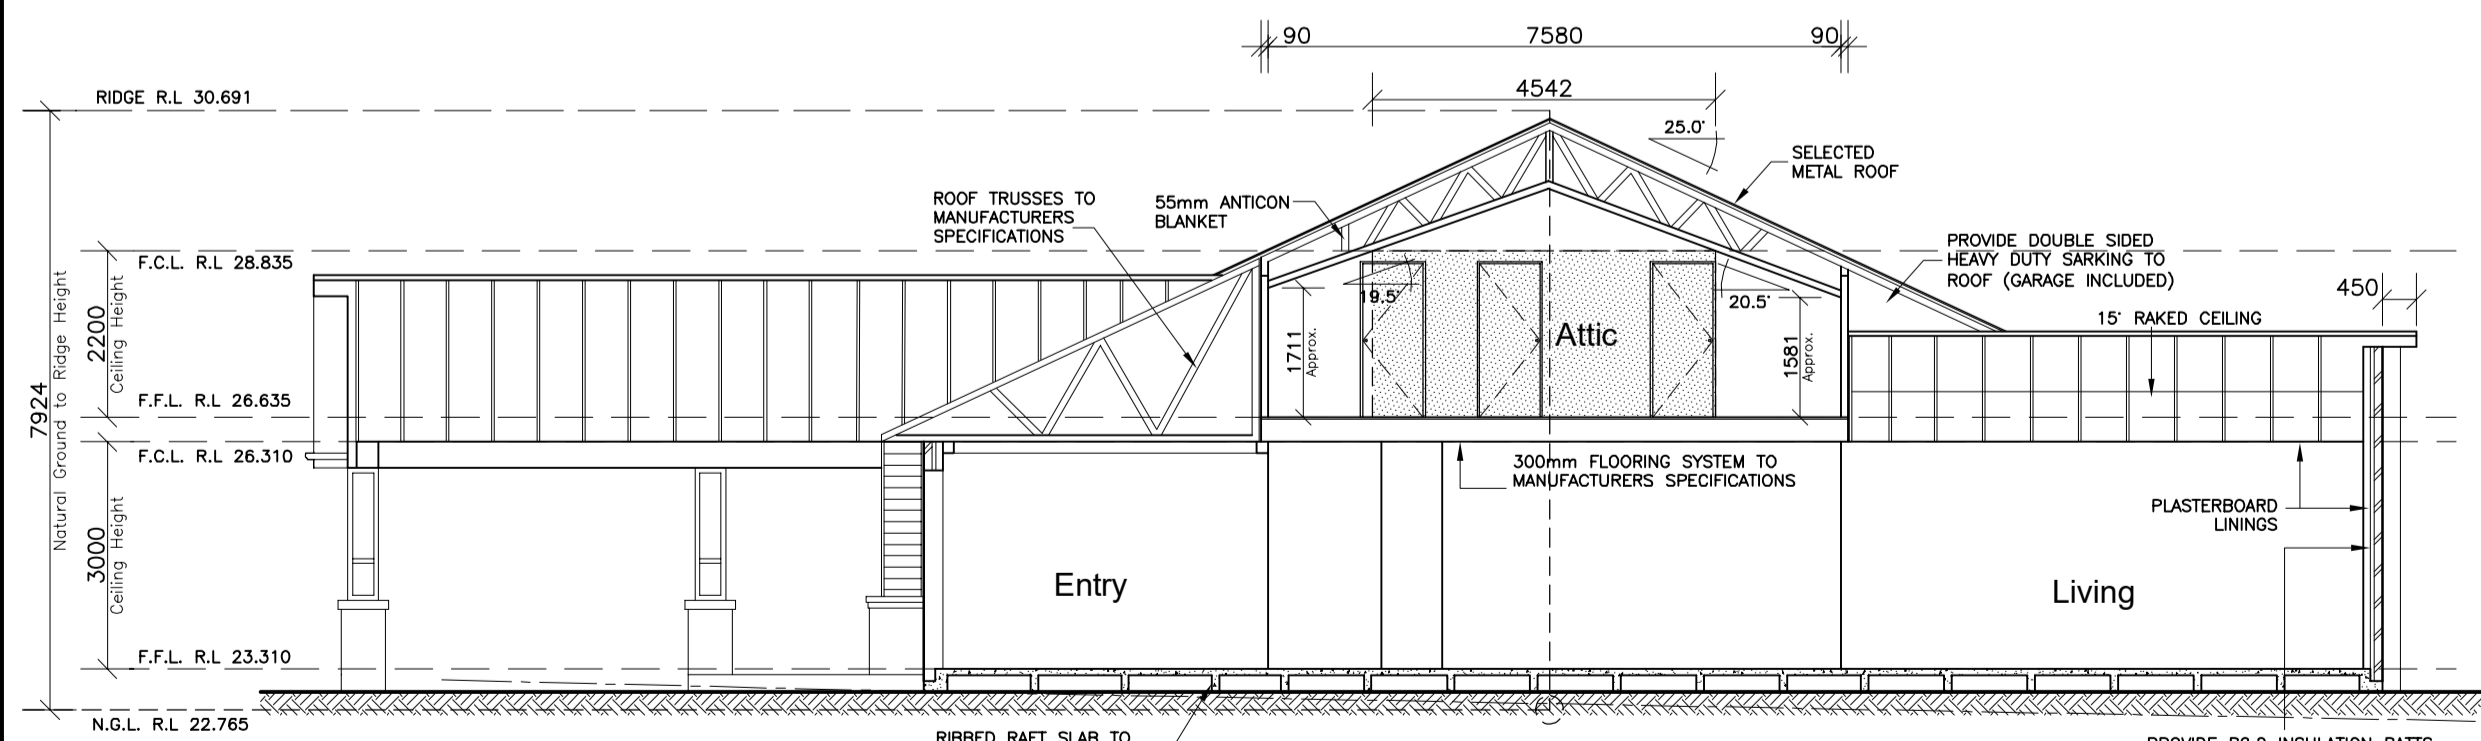 90
7580
90
4542
RIDGE R.L 30.691
25.0°
SELECTED
METAL ROOF
ROOF TRUSSES TO
MANUFACTURERS
SPECIFICATIONS
55mm ANTICON
BLANKET
PROVIDE DOUBLE SIDED
HEAVY DUTY SARKING TO
ROOF (GARAGE INCLUDED)
450
F.C.L. R.L 28.835
19.5°
20.5°
15° RAKED CEILING
Attic
1711
Approx.
1581
Approx.
2200
Ceiling Height
7924
Natural Ground to Ridge Height
F.F.L. R.L 26.635
F.C.L. R.L 26.310
300mm FLOORING SYSTEM TO
MANUFACTURERS SPECIFICATIONS
PLASTERBOARD
LININGS
3000
Ceiling Height
Entry
Living
F.F.L. R.L 23.310
N.G.L. R.L 22.765
RIBBED RAFT SLAB TO